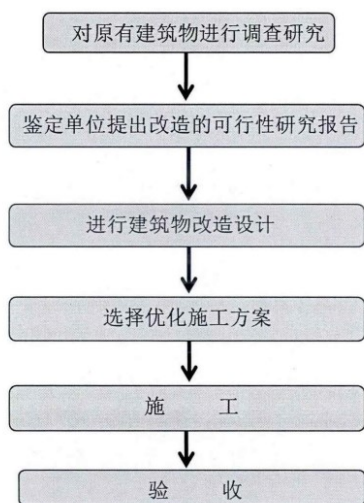 对原有建筑物进行调查研究
鉴定单位提出改造的可行性研究报告
进行建筑物改造设计
选择优化施工方案
施 工
验 收